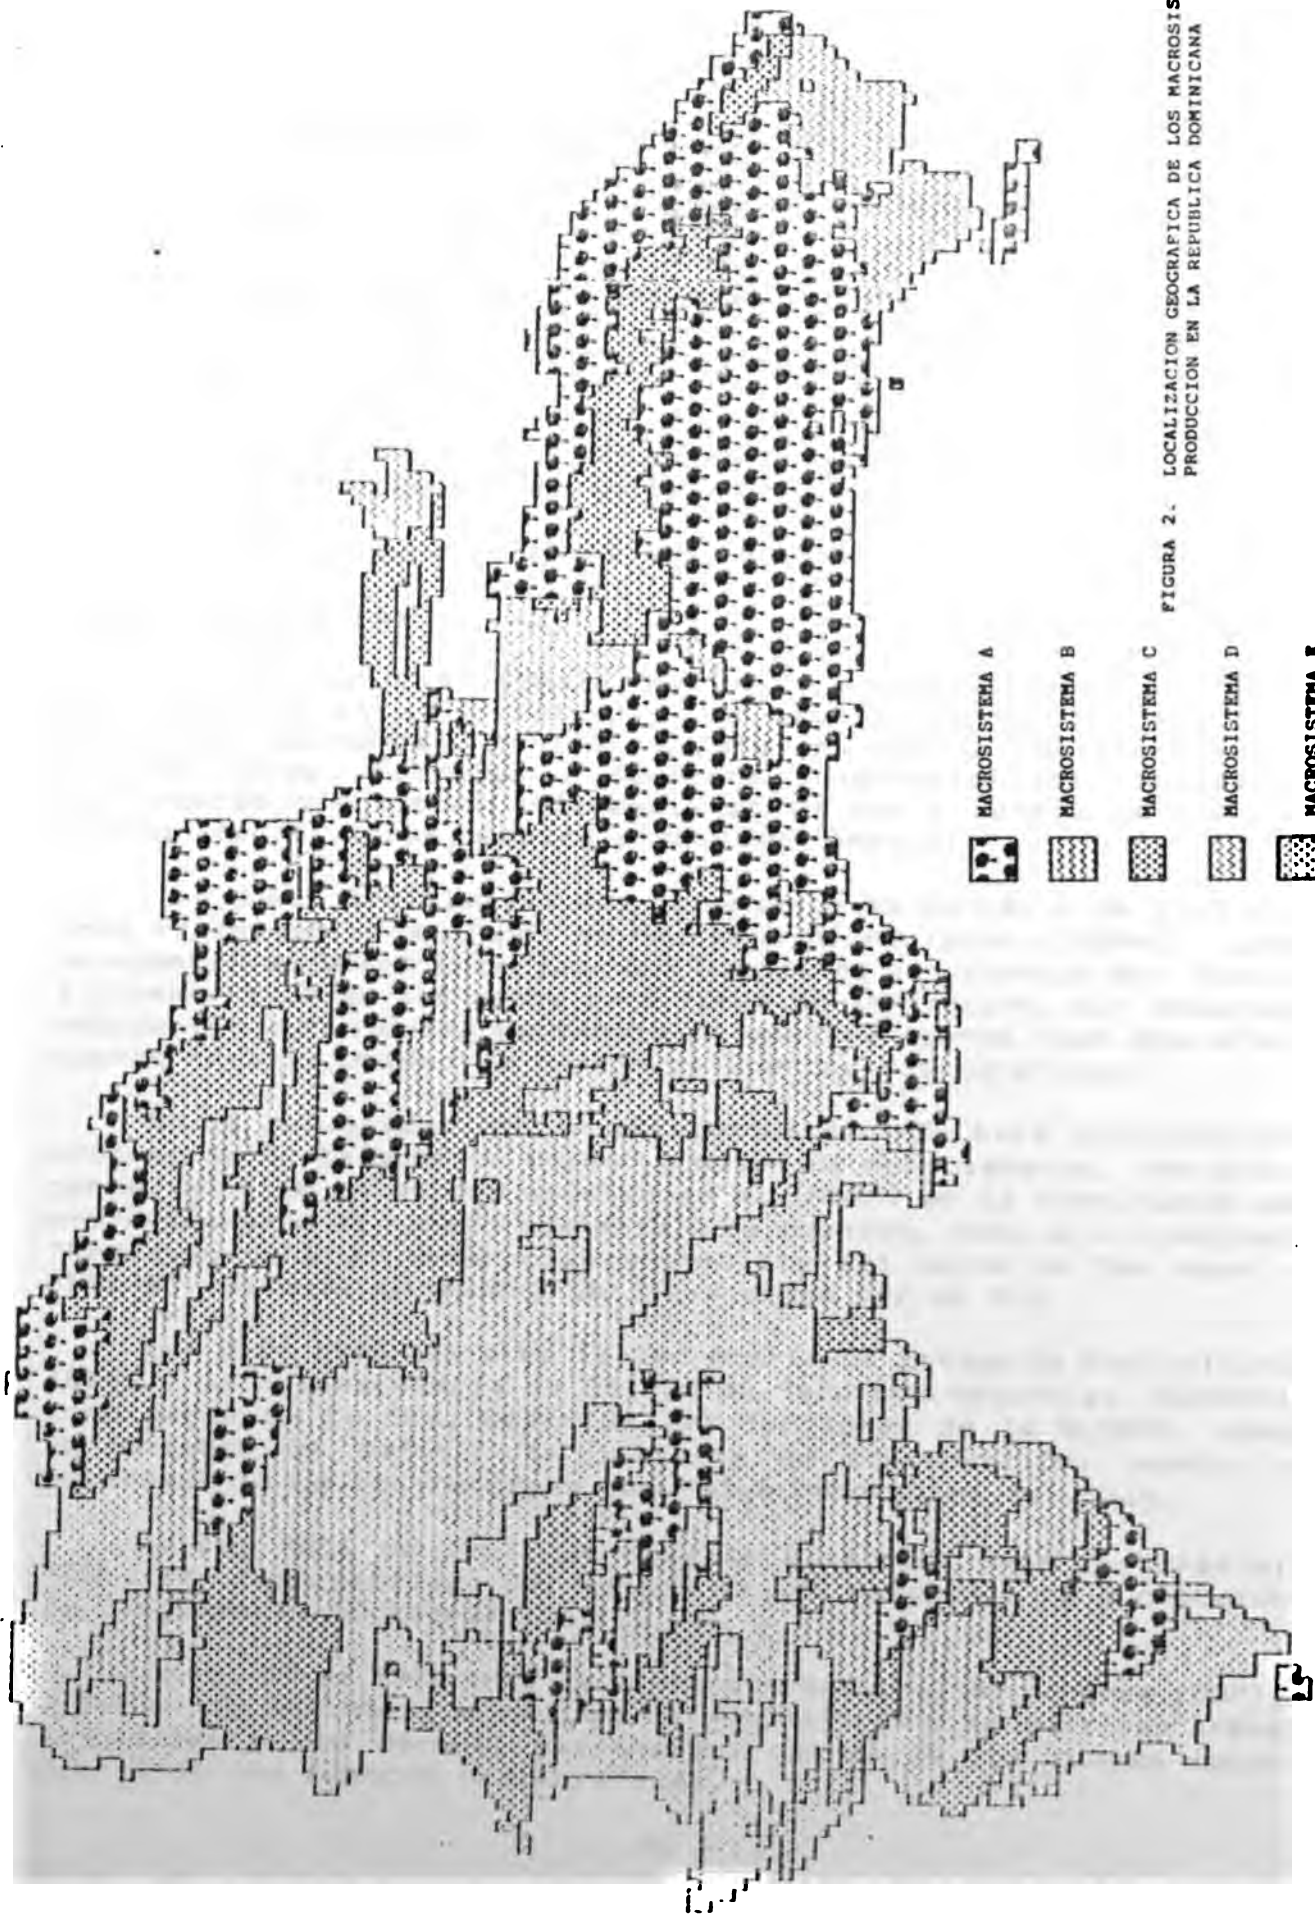 FIGURA 2. LOCALIZACION GEOGRAFICA DE LOS MACROSIS
PRODUCCION EN LA REPUBLICA DOMINICANA
MACROSISTEMA A
MACROSISTEMA B
MACROSISTEMA C
MACROSISTEMA D
MACROSISTEMA